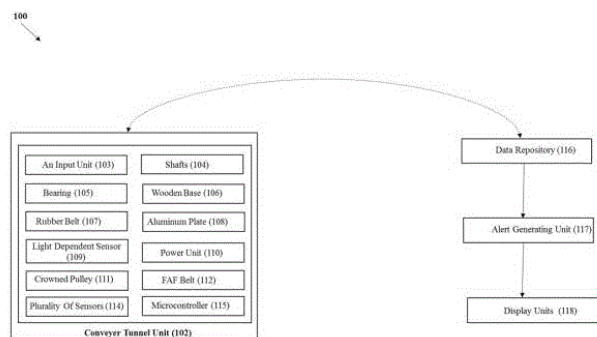 100
An Input Unit (103)
Shafts (104)
Bearing (105)
Wooden Base (106)
Rubber Belt (107)
Aluminum Plate (108)
Light Dependent Sensor
(109)
Power Unit (110)
Crowned Pulley (111)
FAF Belt (112)
Plurality Of Sensors (114)
Microcontroller (115)
Conveyer Tunnel Unit (102)
Data Repository (116)
Alert Generating Unit (117)
Display Units (118)